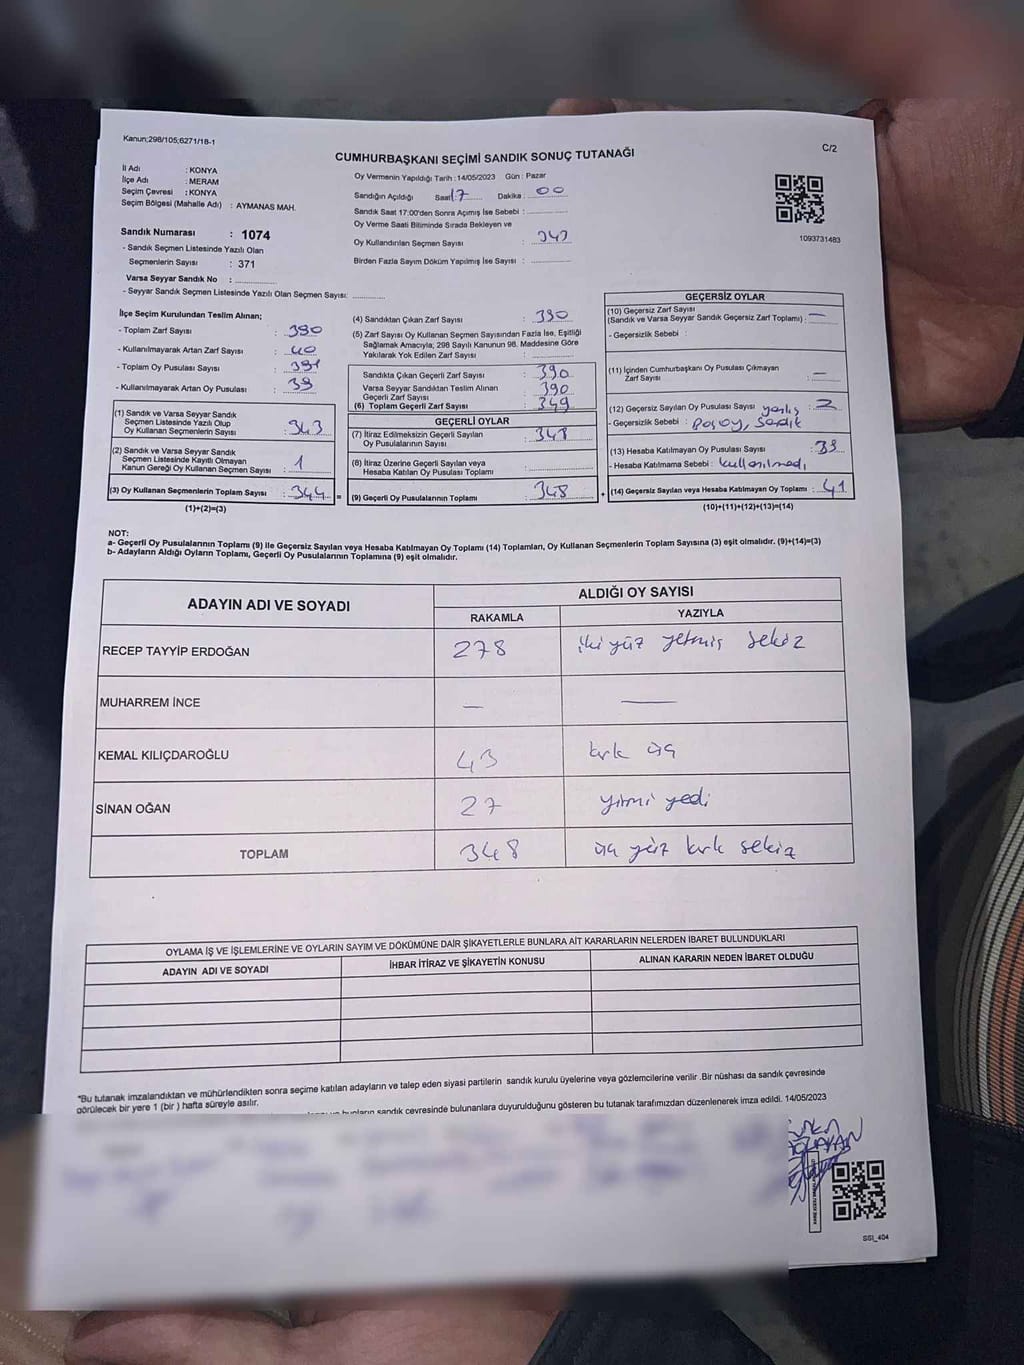 Kanun;298/105;6271/18-1
C/2
CUMHURBAŞKANI SEÇİMİ SANDIK SONUÇ TUTANAĞI
İl Adı : KONYA
İlçe Adı : MERAM
Seçim Çevresi : KONYA
Seçim Bölgesi (Mahalle Adı) : AYMANAS MAH.
Sandık Numarası : 1074
- Sandık Seçmen Listesinde Yazılı Olan
Seçmenlerin Sayısı : 371
Varsa Seyyar Sandık No :
- Seyyar Sandık Seçmen Listesinde Yazılı Olan Seçmen Sayısı:
Oy Vermenin Yapıldığı Tarih : 14/05/2023 Gün : Pazar
Sandığın Açıldığı Saat 17 Dakika : 00
Sandık Saat 17:00'den Sonra Açımış İse Sebebi :
Oy Verme Saati Bitiminde Sırada Bekleyen ve
Oy Kullandırılan Seçmen Sayısı : 343
Birden Fazla Sayım Döküm Yapılmış İse Sayısı :
1093731483
İlçe Seçim Kurulundan Teslim Alınan;
- Toplam Zarf Sayısı : 390
- Kullanılmayarak Artan Zarf Sayısı : 40
- Toplam Oy Pusulası Sayısı : 391
- Kullanılmayarak Artan Oy Pusulası : 39
(1) Sandık ve Varsa Seyyar Sandık
Seçmen Listesinde Yazılı Olup
Oy Kullanan Seçmenlerin Sayısı : 343
(2) Sandık ve Varsa Seyyar Sandık
Seçmen Listesinde Kayıtlı Olmayan
Kanun Gereği Oy Kullanan Seçmen Sayısı : 1
(3) Oy Kullanan Seçmenlerin Toplam Sayısı : 344 =
(1)+(2)=(3)
(4) Sandıktan Çıkan Zarf Sayısı : 390
(5) Zarf Sayısı Oy Kullanan Seçmen Sayısından Fazla İse, Eşitliği
Sağlamak Amacıyla; 298 Sayılı Kanunun 98. Maddesine Göre
Yakılarak Yok Edilen Zarf Sayısı :
Sandıkta Çıkan Geçerli Zarf Sayısı : 390
Varsa Seyyar Sandıktan Teslim Alınan
Geçerli Zarf Sayısı : 390
(6) Toplam Geçerli Zarf Sayısı : 349
GEÇERLİ OYLAR
(7) İtiraz Edilmeksizin Geçerli Sayılan
Oy Pusulalarının Sayısı : 348
(8) İtiraz Üzerine Geçerli Sayılan veya
Hesaba Katılan Oy Pusulası Toplamı :
(9) Geçerli Oy Pusulalarının Toplamı : 348 +
GEÇERSİZ OYLAR
(10) Geçersiz Zarf Sayısı
(Sandık ve Varsa Seyyar Sandık Geçersiz Zarf Toplamı) : —
- Geçersizlik Sebebi :
(11) İçinden Cumhurbaşkanı Oy Pusulası Çıkmayan
Zarf Sayısı : —
(12) Geçersiz Sayılan Oy Pusulası Sayısı : 2
- Geçersizlik Sebebi : yanlış
(13) Hesaba Katılmayan Oy Pusulası Sayısı : 39
- Hesaba Katılmama Sebebi : kullanılmadı
(14) Geçersiz Sayılan veya Hesaba Katılmayan Oy Toplamı : 41
(10)+(11)+(12)+(13)=(14)
NOT:
a- Geçerli Oy Pusulalarının Toplamı (9) ile Geçersiz Sayılan veya Hesaba Katılmayan Oy Toplamı (14) Toplamları, Oy Kullanan Seçmenlerin Toplam Sayısına (3) eşit olmalıdır. (9)+(14)=(3)
b- Adayların Aldığı Oyların Toplamı, Geçerli Oy Pusulalarının Toplamına (9) eşit olmalıdır.
ADAYIN ADI VE SOYADI ALDIĞI OY SAYISI
RAKAMLA YAZIYLA
RECEP TAYYİP ERDOĞAN 278 iki yüz yetmiş sekiz
MUHARREM İNCE — —
KEMAL KILIÇDAROĞLU 43 kırk üç
SİNAN OĞAN 27 yirmi yedi
TOPLAM 348 üç yüz kırk sekiz
OYLAMA İŞ VE İŞLEMLERİNE VE OYLARIN SAYIM VE DÖKÜMÜNE DAİR ŞİKAYETLERLE BUNLARA AİT KARARLARIN NELERDEN İBARET BULUNDUKLARI
ADAYIN ADI VE SOYADI İHBAR İTİRAZ VE ŞİKAYETİN KONUSU ALINAN KARARIN NEDEN İBARET OLDUĞU
*Bu tutanak imzalandıktan ve mühürlendikten sonra seçime katılan adayların ve talep eden siyasi partilerin sandık kurulu üyelerine veya gözlemcilerine verilir .Bir nüshası da sandık çevresinde
görülecek bir yere 1 (bir ) hafta süreyle asılır.
bunların sandık çevresinde bulunanlara duyurulduğunu gösteren bu tutanak tarafımızdan düzenlenerek imza edildi. 14/05/2023
SSI_404